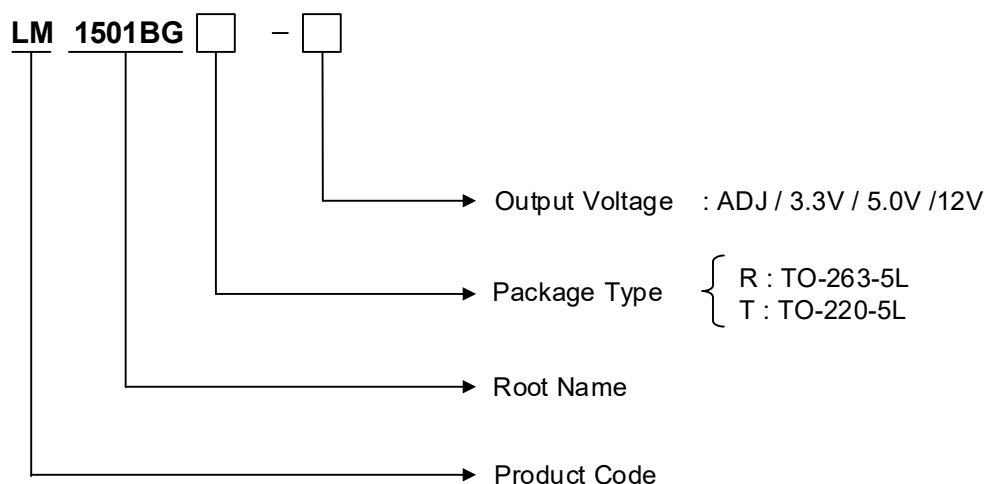 LM 1501BG –
Output Voltage : ADJ / 3.3V / 5.0V /12V
Package Type
R : TO-263-5L
T : TO-220-5L
Root Name
Product Code